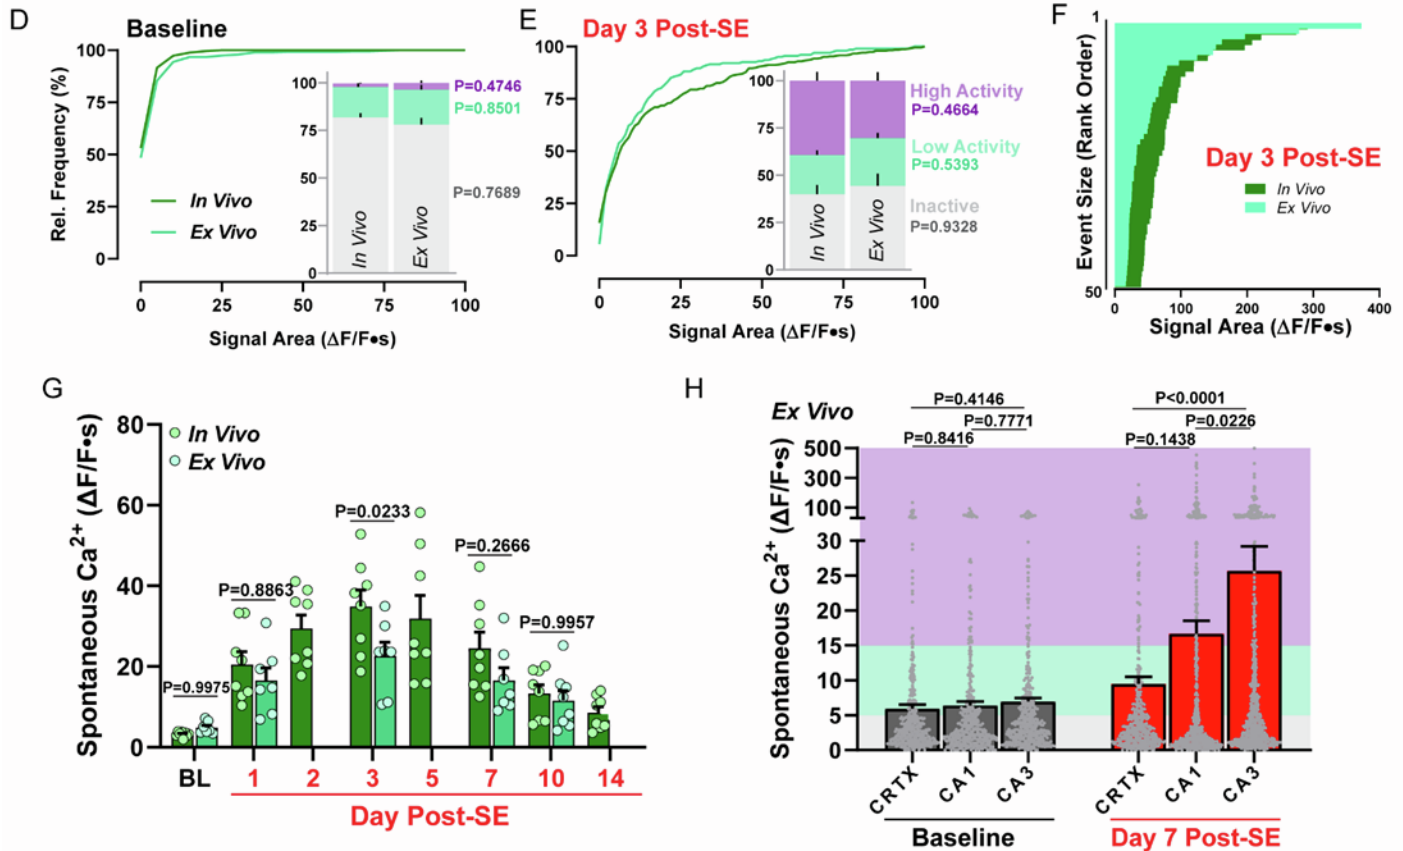 D
Baseline
Rel. Frequency (%)
100
75
50
25
0
In Vivo
Ex Vivo
0
25
50
75
100
Signal Area (ΔF/F•s)
100
75
50
25
0
In Vivo
Ex Vivo
P=0.4746
P=0.8501
P=0.7689
E
Day 3 Post-SE
100
75
50
25
0
0
25
50
75
100
Signal Area (ΔF/F•s)
100
75
50
25
0
In Vivo
Ex Vivo
High Activity
P=0.4664
Low Activity
P=0.5393
Inactive
P=0.9328
F
Event Size (Rank Order)
1
50
Day 3 Post-SE
In Vivo
Ex Vivo
0
100
200
300
400
Signal Area (ΔF/F•s)
G
Spontaneous Ca2+ (ΔF/F•s)
80
60
40
20
0
In Vivo
Ex Vivo
P=0.9975
P=0.8863
P=0.0233
P=0.2666
P=0.9957
BL
1
2
3
5
7
10
14
Day Post-SE
H
Ex Vivo
Spontaneous Ca2+ (ΔF/F•s)
500
300
100
30
25
20
15
10
5
0
P=0.4146
P=0.7771
P=0.8416
P<0.0001
P=0.0226
P=0.1438
CRTX
CA1
CA3
CRTX
CA1
CA3
Baseline
Day 7 Post-SE